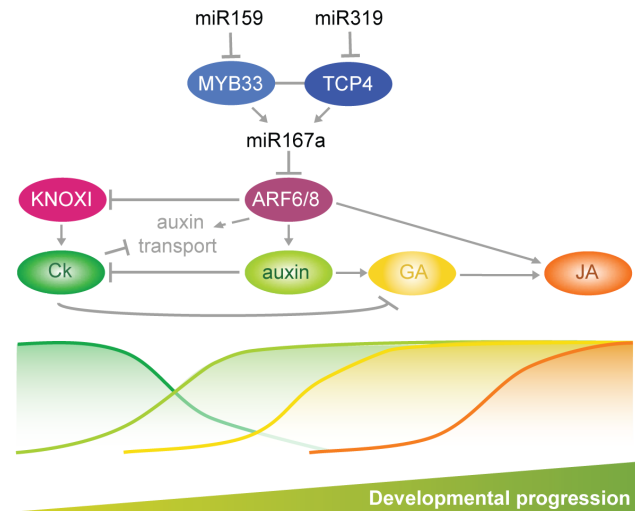 miR159 miR319
MYB33 TCP4
miR167a
KNOXI ARF6/8
auxin
transport
Ck auxin GA JA
Developmental progression